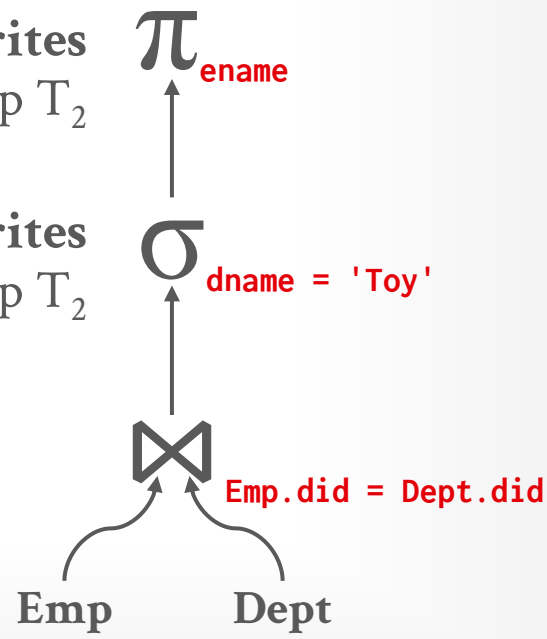 rites
π ename
p T₂
rites
σ dname = 'Toy'
p T₂
⋈ Emp.did = Dept.did
Emp Dept